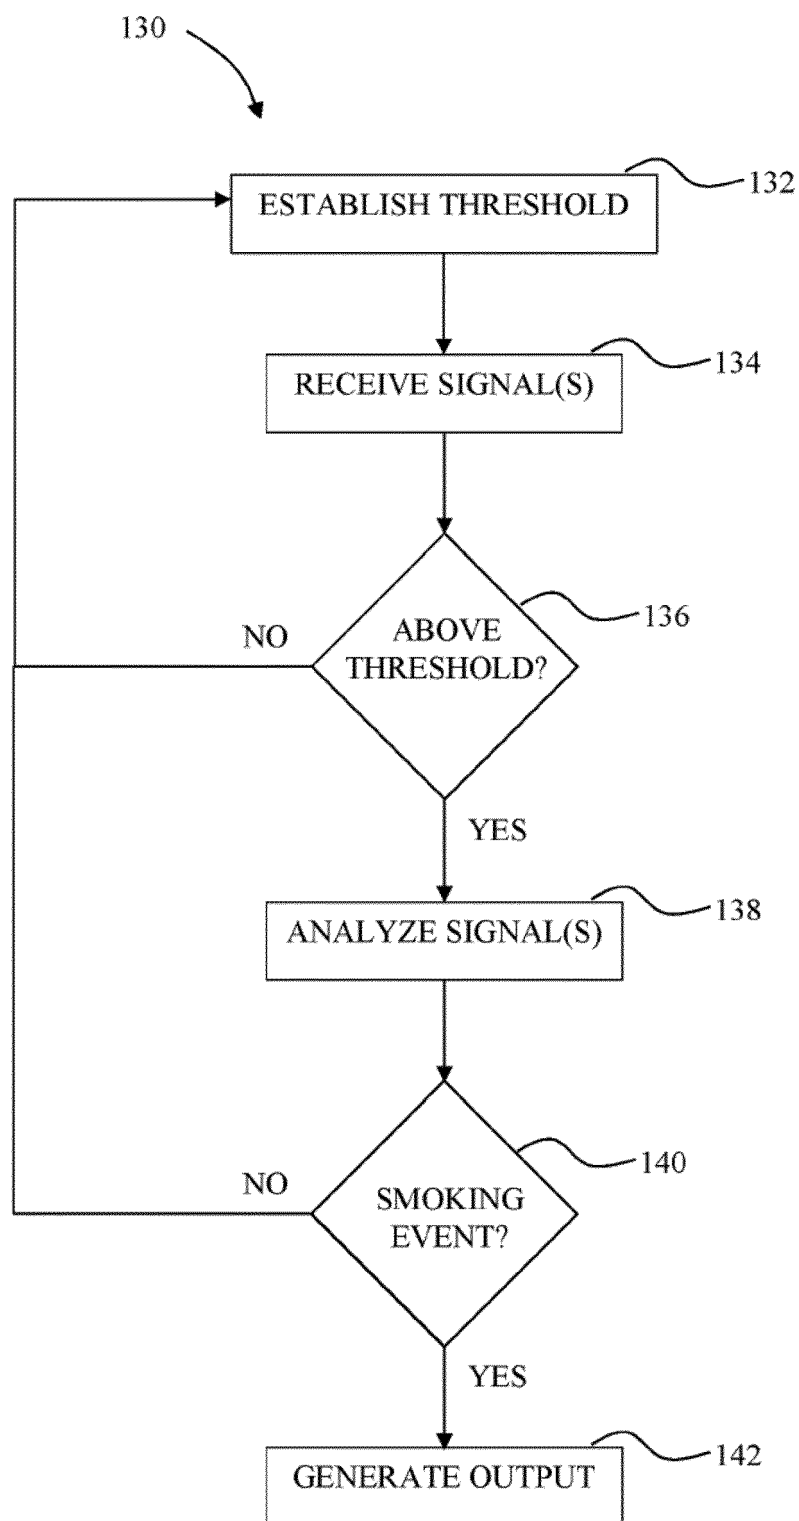 130
ESTABLISH THRESHOLD
132
RECEIVE SIGNAL(S)
134
ABOVE
THRESHOLD?
136
NO
YES
ANALYZE SIGNAL(S)
138
SMOKING
EVENT?
140
NO
YES
GENERATE OUTPUT
142